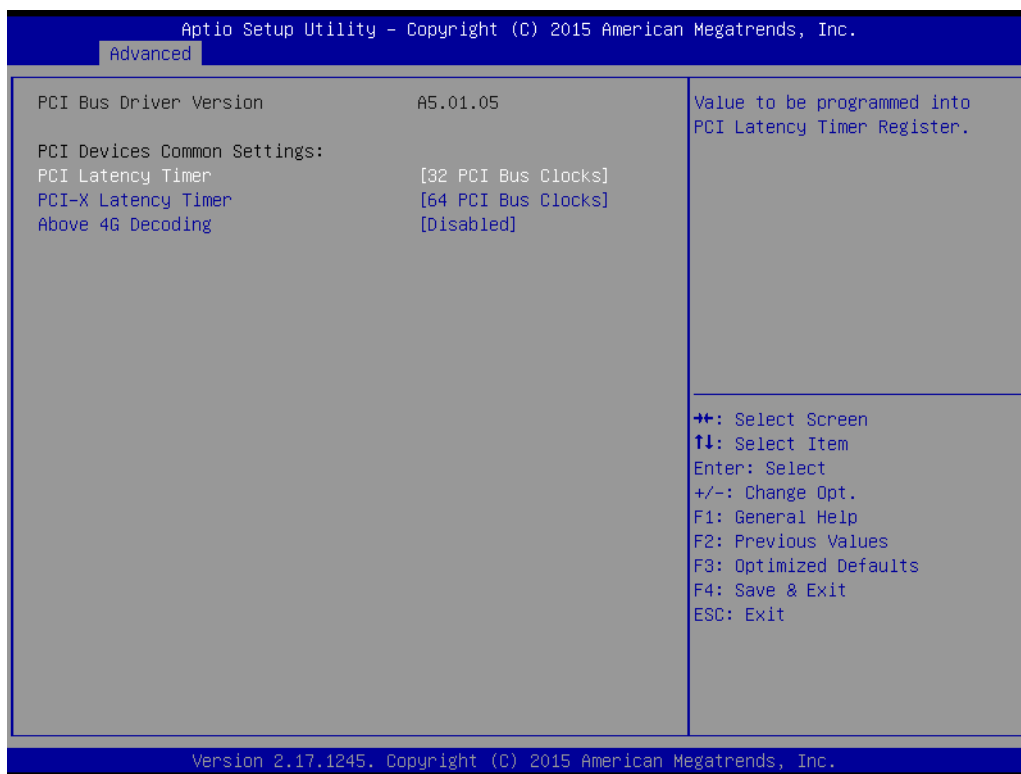 Aptio Setup Utility – Copyright (C) 2015 American Megatrends, Inc.
Advanced
PCI Bus Driver Version A5.01.05
PCI Devices Common Settings:
PCI Latency Timer [32 PCI Bus Clocks]
PCI-X Latency Timer [64 PCI Bus Clocks]
Above 4G Decoding [Disabled]
Value to be programmed into
PCI Latency Timer Register.
→←: Select Screen
↑↓: Select Item
Enter: Select
+/-: Change Opt.
F1: General Help
F2: Previous Values
F3: Optimized Defaults
F4: Save & Exit
ESC: Exit
Version 2.17.1245. Copyright (C) 2015 American Megatrends, Inc.